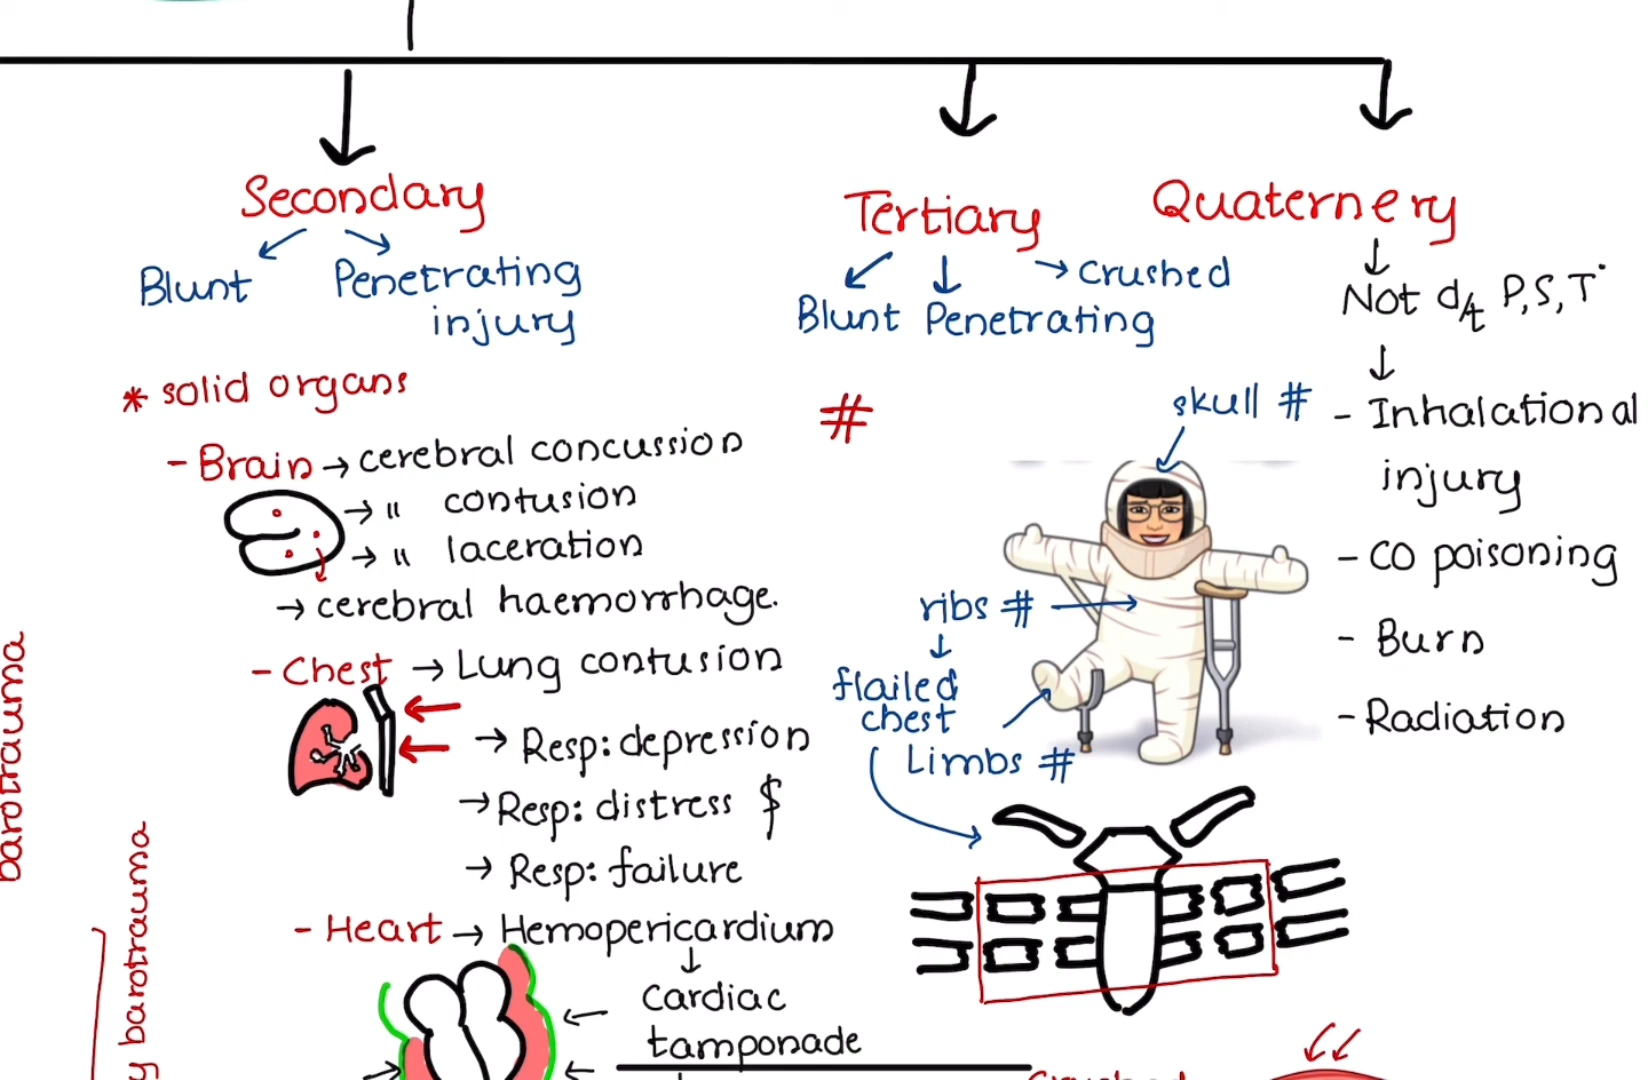 Secondary
Blunt
Penetrating
injury
* solid organs
- Brain → cerebral concussion
→ " contusion
→ " laceration
→ cerebral haemorrhage.
- Chest → Lung contusion
→ Resp: depression
→ Resp: distress $
→ Resp: failure
- Heart → Hemopericardium
↓
Cardiac
tamponade
barotrauma
barotrauma
Tertiary
Blunt Penetrating → Crushed
#
skull #
ribs #
↓
flailed
chest
Limbs #
Quaternery
↓
Not d/t P,S,T
↓
- Inhalational
injury
- CO poisoning
- Burn
- Radiation